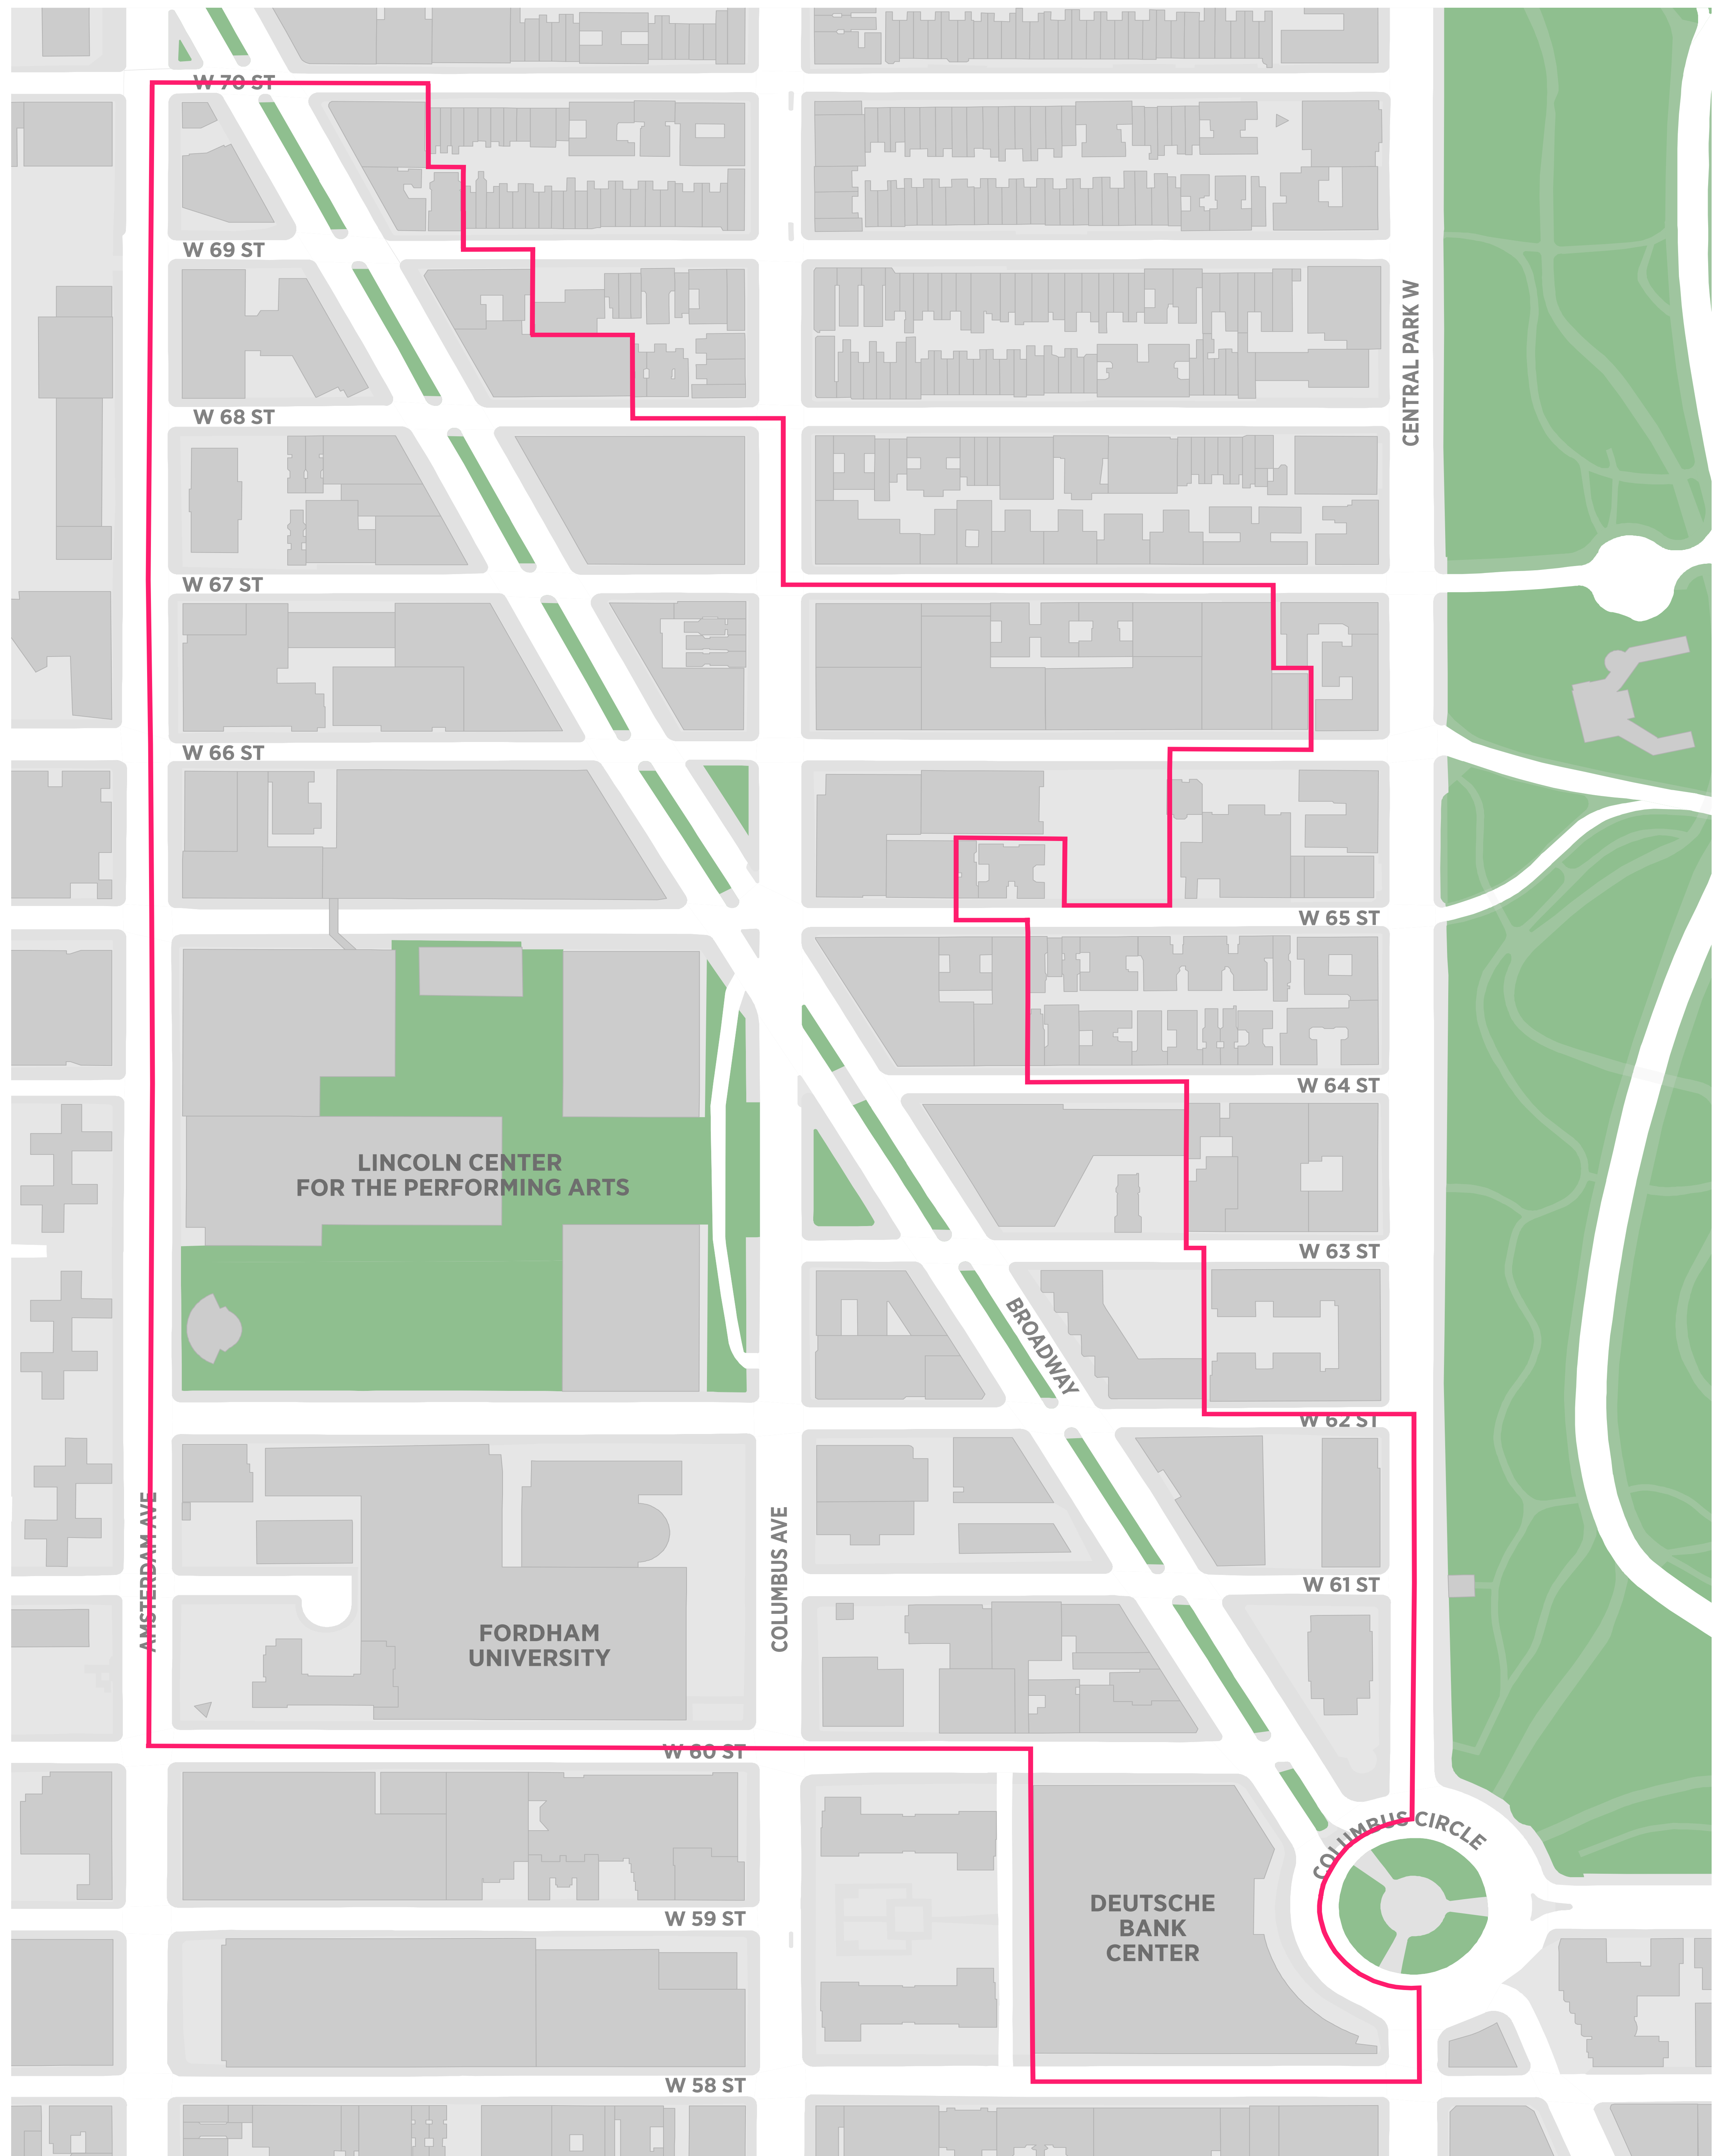 W 70 ST
W 69 ST
CENTRAL PARK W
W 68 ST
W 67 ST
W 66 ST
W 65 ST
W 64 ST
LINCOLN CENTER
FOR THE PERFORMING ARTS
W 63 ST
BROADWAY
W 62 ST
AMSTERDAM AVE
COLUMBUS AVE
W 61 ST
FORDHAM
UNIVERSITY
W 60 ST
COLUMBUS CIRCLE
DEUTSCHE
BANK
CENTER
W 59 ST
W 58 ST